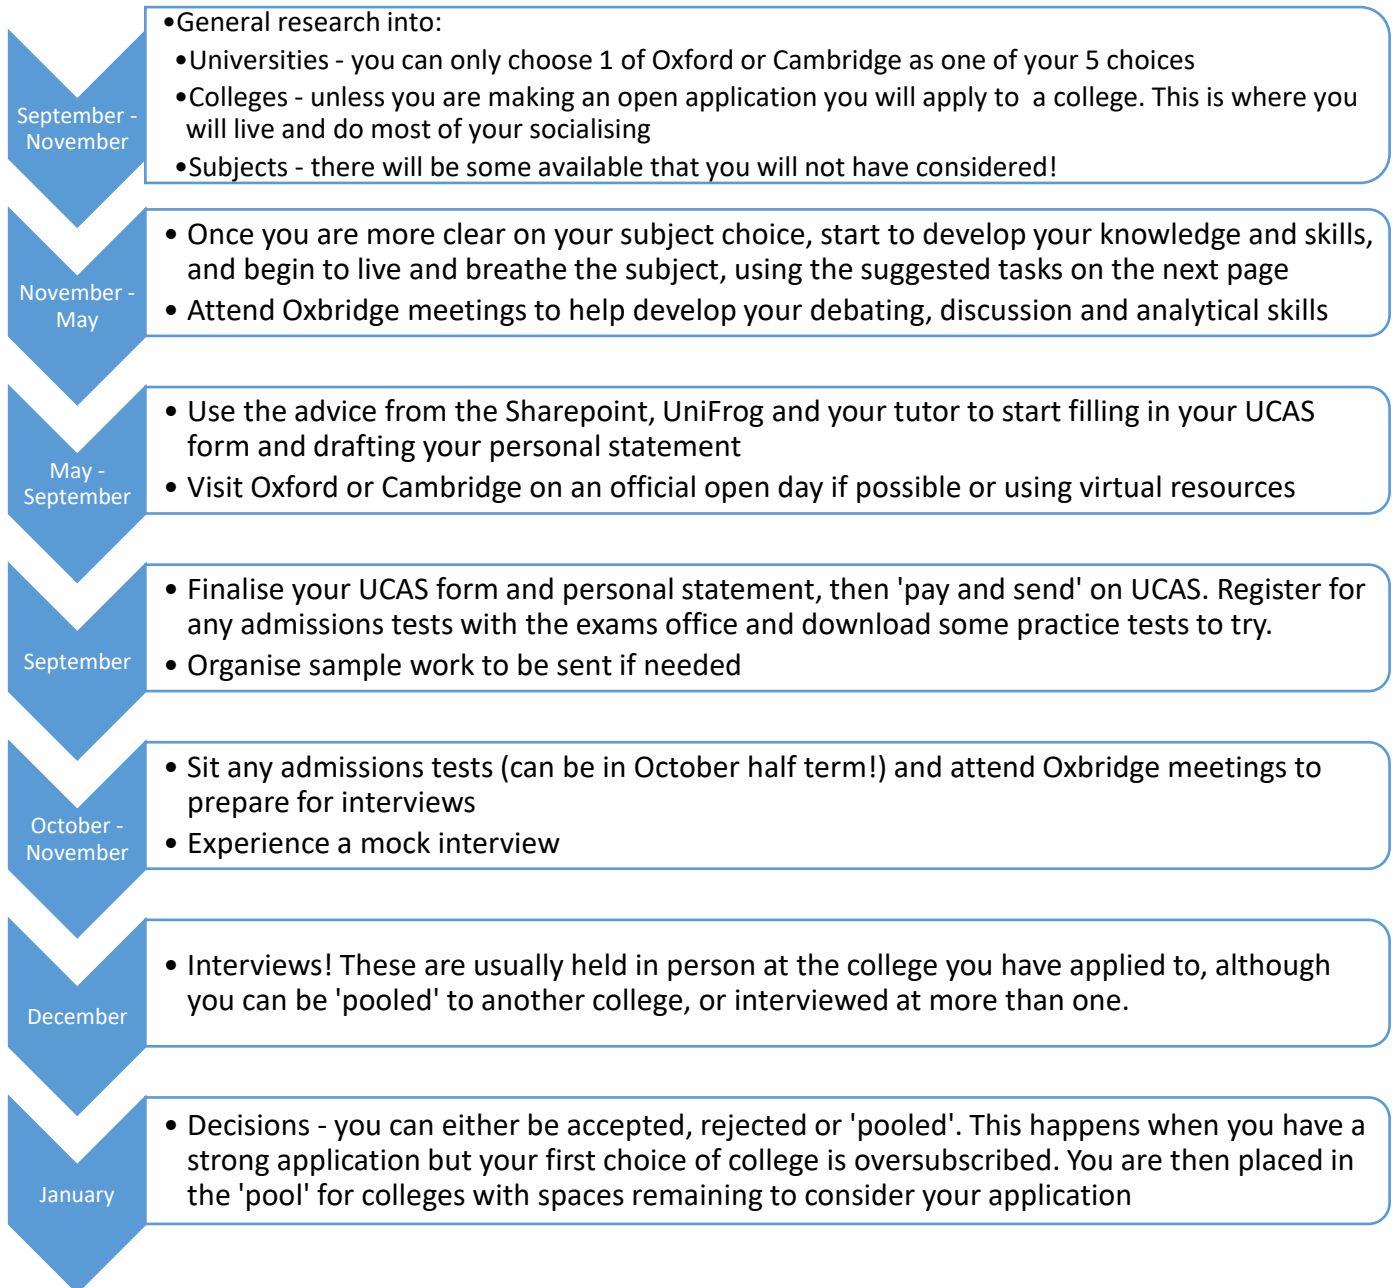 •General research into:
•Universities - you can only choose 1 of Oxford or Cambridge as one of your 5 choices
•Colleges - unless you are making an open application you will apply to  a college. This is where you
will live and do most of your socialising
•Subjects - there will be some available that you will not have considered!
September -
November
• Once you are more clear on your subject choice, start to develop your knowledge and skills,
and begin to live and breathe the subject, using the suggested tasks on the next page
• Attend Oxbridge meetings to help develop your debating, discussion and analytical skills
November -
May
• Use the advice from the Sharepoint, UniFrog and your tutor to start filling in your UCAS
form and drafting your personal statement
• Visit Oxford or Cambridge on an official open day if possible or using virtual resources
May -
September
• Finalise your UCAS form and personal statement, then 'pay and send' on UCAS. Register for
any admissions tests with the exams office and download some practice tests to try.
• Organise sample work to be sent if needed
September
• Sit any admissions tests (can be in October half term!) and attend Oxbridge meetings to
prepare for interviews
• Experience a mock interview
October -
November
• Interviews! These are usually held in person at the college you have applied to, although
you can be 'pooled' to another college, or interviewed at more than one.
December
• Decisions - you can either be accepted, rejected or 'pooled'. This happens when you have a
strong application but your first choice of college is oversubscribed. You are then placed in
the 'pool' for colleges with spaces remaining to consider your application
January